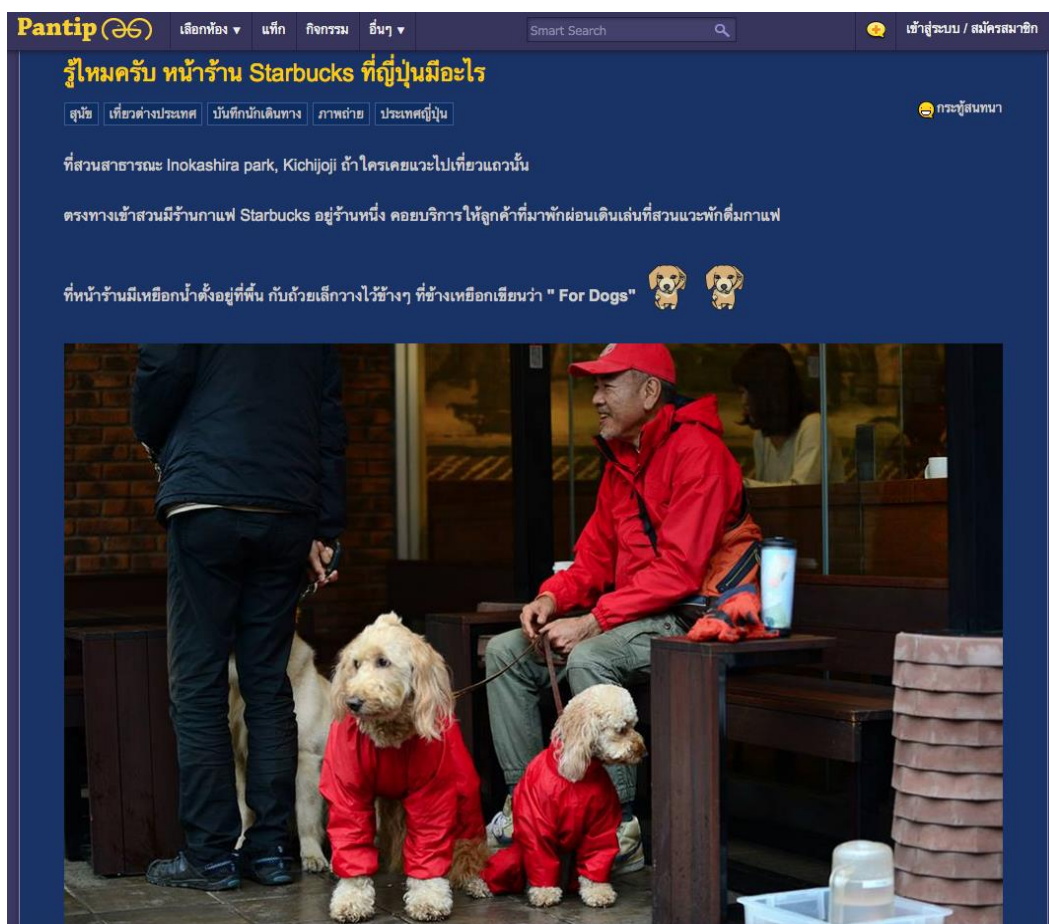 Pantip เลือกห้อง ▾ แท็ก กิจกรรม อื่นๆ ▾ Smart Search เข้าสู่ระบบ / สมัครสมาชิก
รู้ไหมครับ หน้าร้าน Starbucks ที่ญี่ปุ่นมีอะไร
สุนัข เที่ยวต่างประเทศ บันทึกนักเดินทาง ภาพถ่าย ประเทศญี่ปุ่น กระทู้สนทนา
ที่สวนสาธารณะ Inokashira park, Kichijoji ถ้าใครเคยแวะไปเที่ยวแถวนั้น
ตรงทางเข้าสวนมีร้านกาแฟ Starbucks อยู่ร้านหนึ่ง คอยบริการให้ลูกค้าที่มาพักผ่อนเดินเล่นที่สวนแวะพักดื่มกาแฟ
ที่หน้าร้านมีเหยือกน้ำตั้งอยู่ที่พื้น กับถ้วยเล็กวางไว้ข้างๆ ที่ข้างเหยือกเขียนว่า " For Dogs"